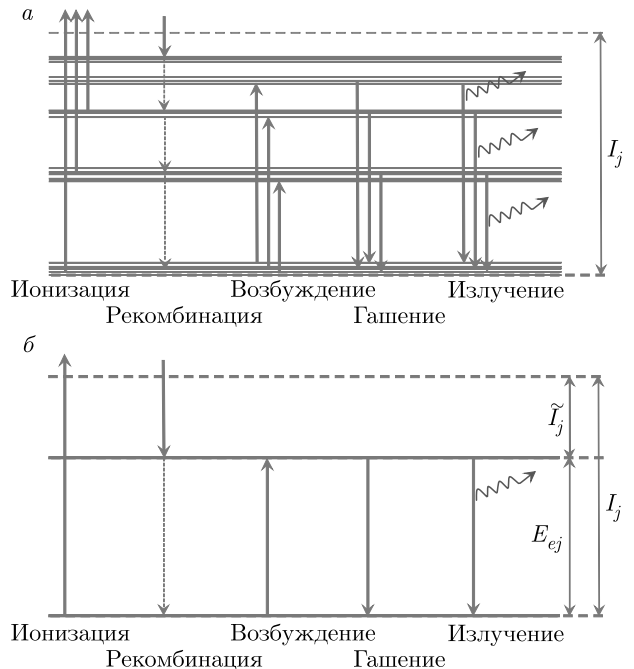 а
I_j
Ионизация Возбуждение Излучение
Рекомбинация Гашение
б
Ĩ_j
I_j
E_ej
Ионизация Возбуждение Излучение
Рекомбинация Гашение